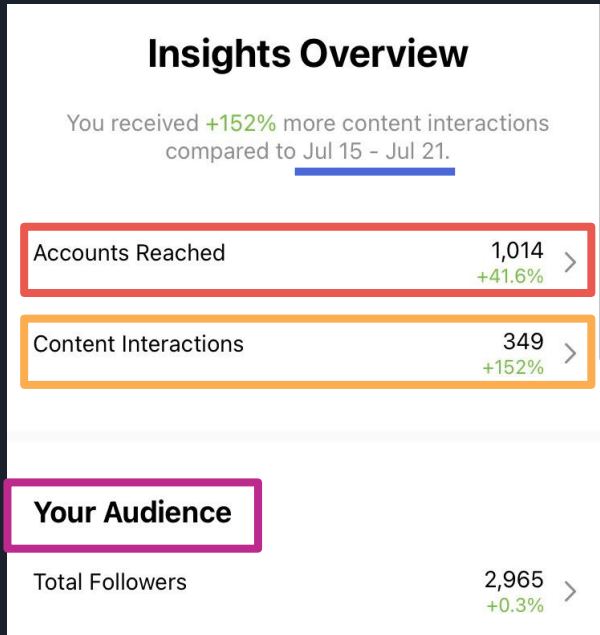 Insights Overview
You received +152% more content interactions
compared to Jul 15 - Jul 21.
Accounts Reached
1,014
+41.6%
Content Interactions
349
+152%
Your Audience
Total Followers
2,965
+0.3%